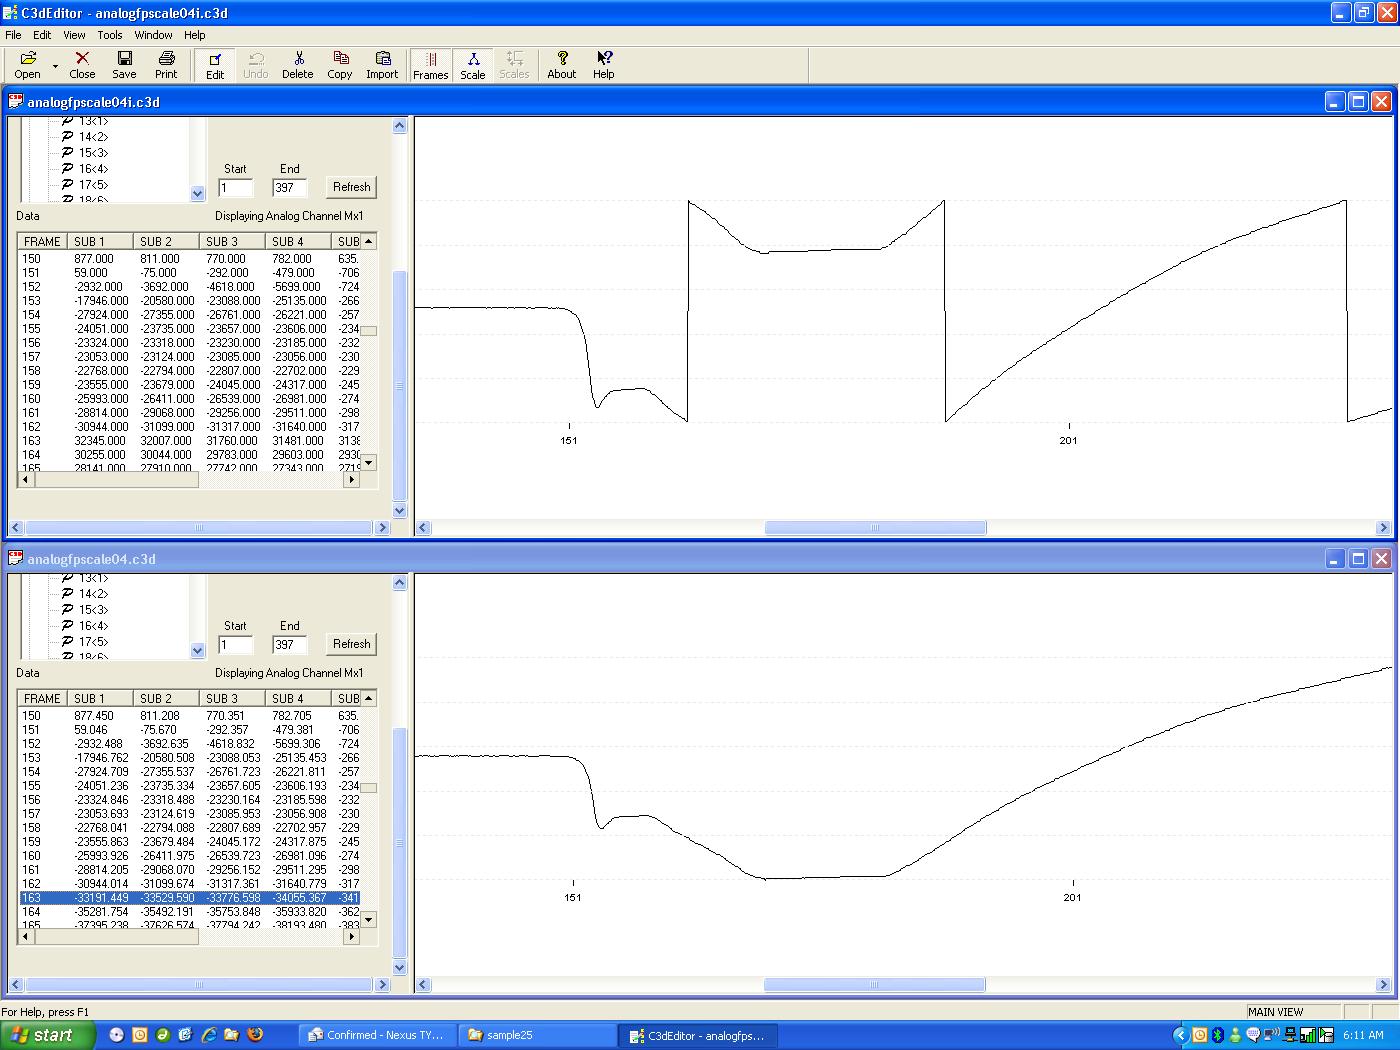 C3dEditor - analogfpscale04i.c3d
File Edit View Tools Window Help
Open Close Save Print Edit Undo Delete Copy Import Frames Scale Scales About Help
analogfpscale04i.c3d
13<1>
14<2>
15<3>
16<4>
17<5>
18<6>
Start End
1 397 Refresh
Data Displaying Analog Channel Mx1
FRAME SUB 1 SUB 2 SUB 3 SUB 4 SUB
150 877.000 811.000 770.000 782.000 635.
151 59.000 -75.000 -292.000 -479.000 -706
152 -2932.000 -3692.000 -4618.000 -5699.000 -724
153 -17946.000 -20580.000 -23088.000 -25135.000 -266
154 -27924.000 -27355.000 -26761.000 -26221.000 -257
155 -24051.000 -23735.000 -23657.000 -23606.000 -234
156 -23324.000 -23318.000 -23230.000 -23185.000 -232
157 -23053.000 -23124.000 -23085.000 -23056.000 -230
158 -22768.000 -22794.000 -22807.000 -22702.000 -229
159 -23555.000 -23679.000 -24045.000 -24317.000 -245
160 -25993.000 -26411.000 -26539.000 -26981.000 -274
161 -28814.000 -29068.000 -29256.000 -29511.000 -298
162 -30944.000 -31099.000 -31317.000 -31640.000 -317
163 32345.000 32007.000 31760.000 31481.000 3138
164 30255.000 30044.000 29783.000 29603.000 2930
165 28141.000 27910.000 27742.000 27343.000 2719
151 201
analogfpscale04.c3d
13<1>
14<2>
15<3>
16<4>
17<5>
18<6>
Start End
1 397 Refresh
Data Displaying Analog Channel Mx1
FRAME SUB 1 SUB 2 SUB 3 SUB 4 SUB
150 877.450 811.208 770.351 782.705 635.
151 59.046 -75.670 -292.357 -479.381 -706
152 -2932.488 -3692.635 -4618.832 -5699.306 -724
153 -17946.762 -20580.508 -23088.053 -25135.453 -266
154 -27924.709 -27355.537 -26761.723 -26221.811 -257
155 -24051.236 -23735.334 -23657.605 -23606.193 -234
156 -23324.846 -23318.488 -23230.164 -23185.598 -232
157 -23053.693 -23124.619 -23085.953 -23056.908 -230
158 -22768.041 -22794.088 -22807.689 -22702.957 -229
159 -23555.863 -23679.484 -24045.172 -24317.875 -245
160 -25993.926 -26411.975 -26539.723 -26981.096 -274
161 -28814.205 -29068.070 -29256.152 -29511.295 -298
162 -30944.014 -31099.674 -31317.361 -31640.779 -317
163 -33191.449 -33529.590 -33776.598 -34055.367 -341
164 -35281.754 -35492.191 -35753.848 -35933.820 -362
165 -37395.238 -37626.574 -37794.242 -38193.480 -383
151 201
For Help, press F1 MAIN VIEW
start Confirmed - Nexus TY... sample25 C3dEditor - analogfps... 6:11 AM